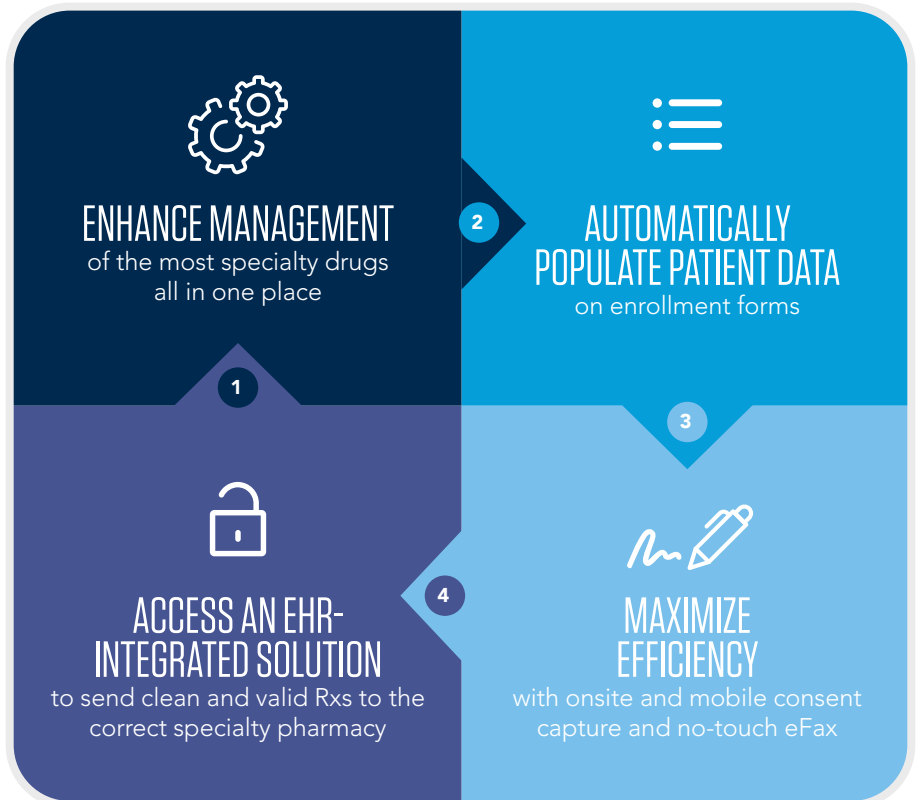 ENHANCE MANAGEMENT
of the most specialty drugs
all in one place
1
2
AUTOMATICALLY
POPULATE PATIENT DATA
on enrollment forms
3
MAXIMIZE
EFFICIENCY
with onsite and mobile consent
capture and no-touch eFax
4
ACCESS AN EHR-
INTEGRATED SOLUTION
to send clean and valid Rxs to the
correct specialty pharmacy